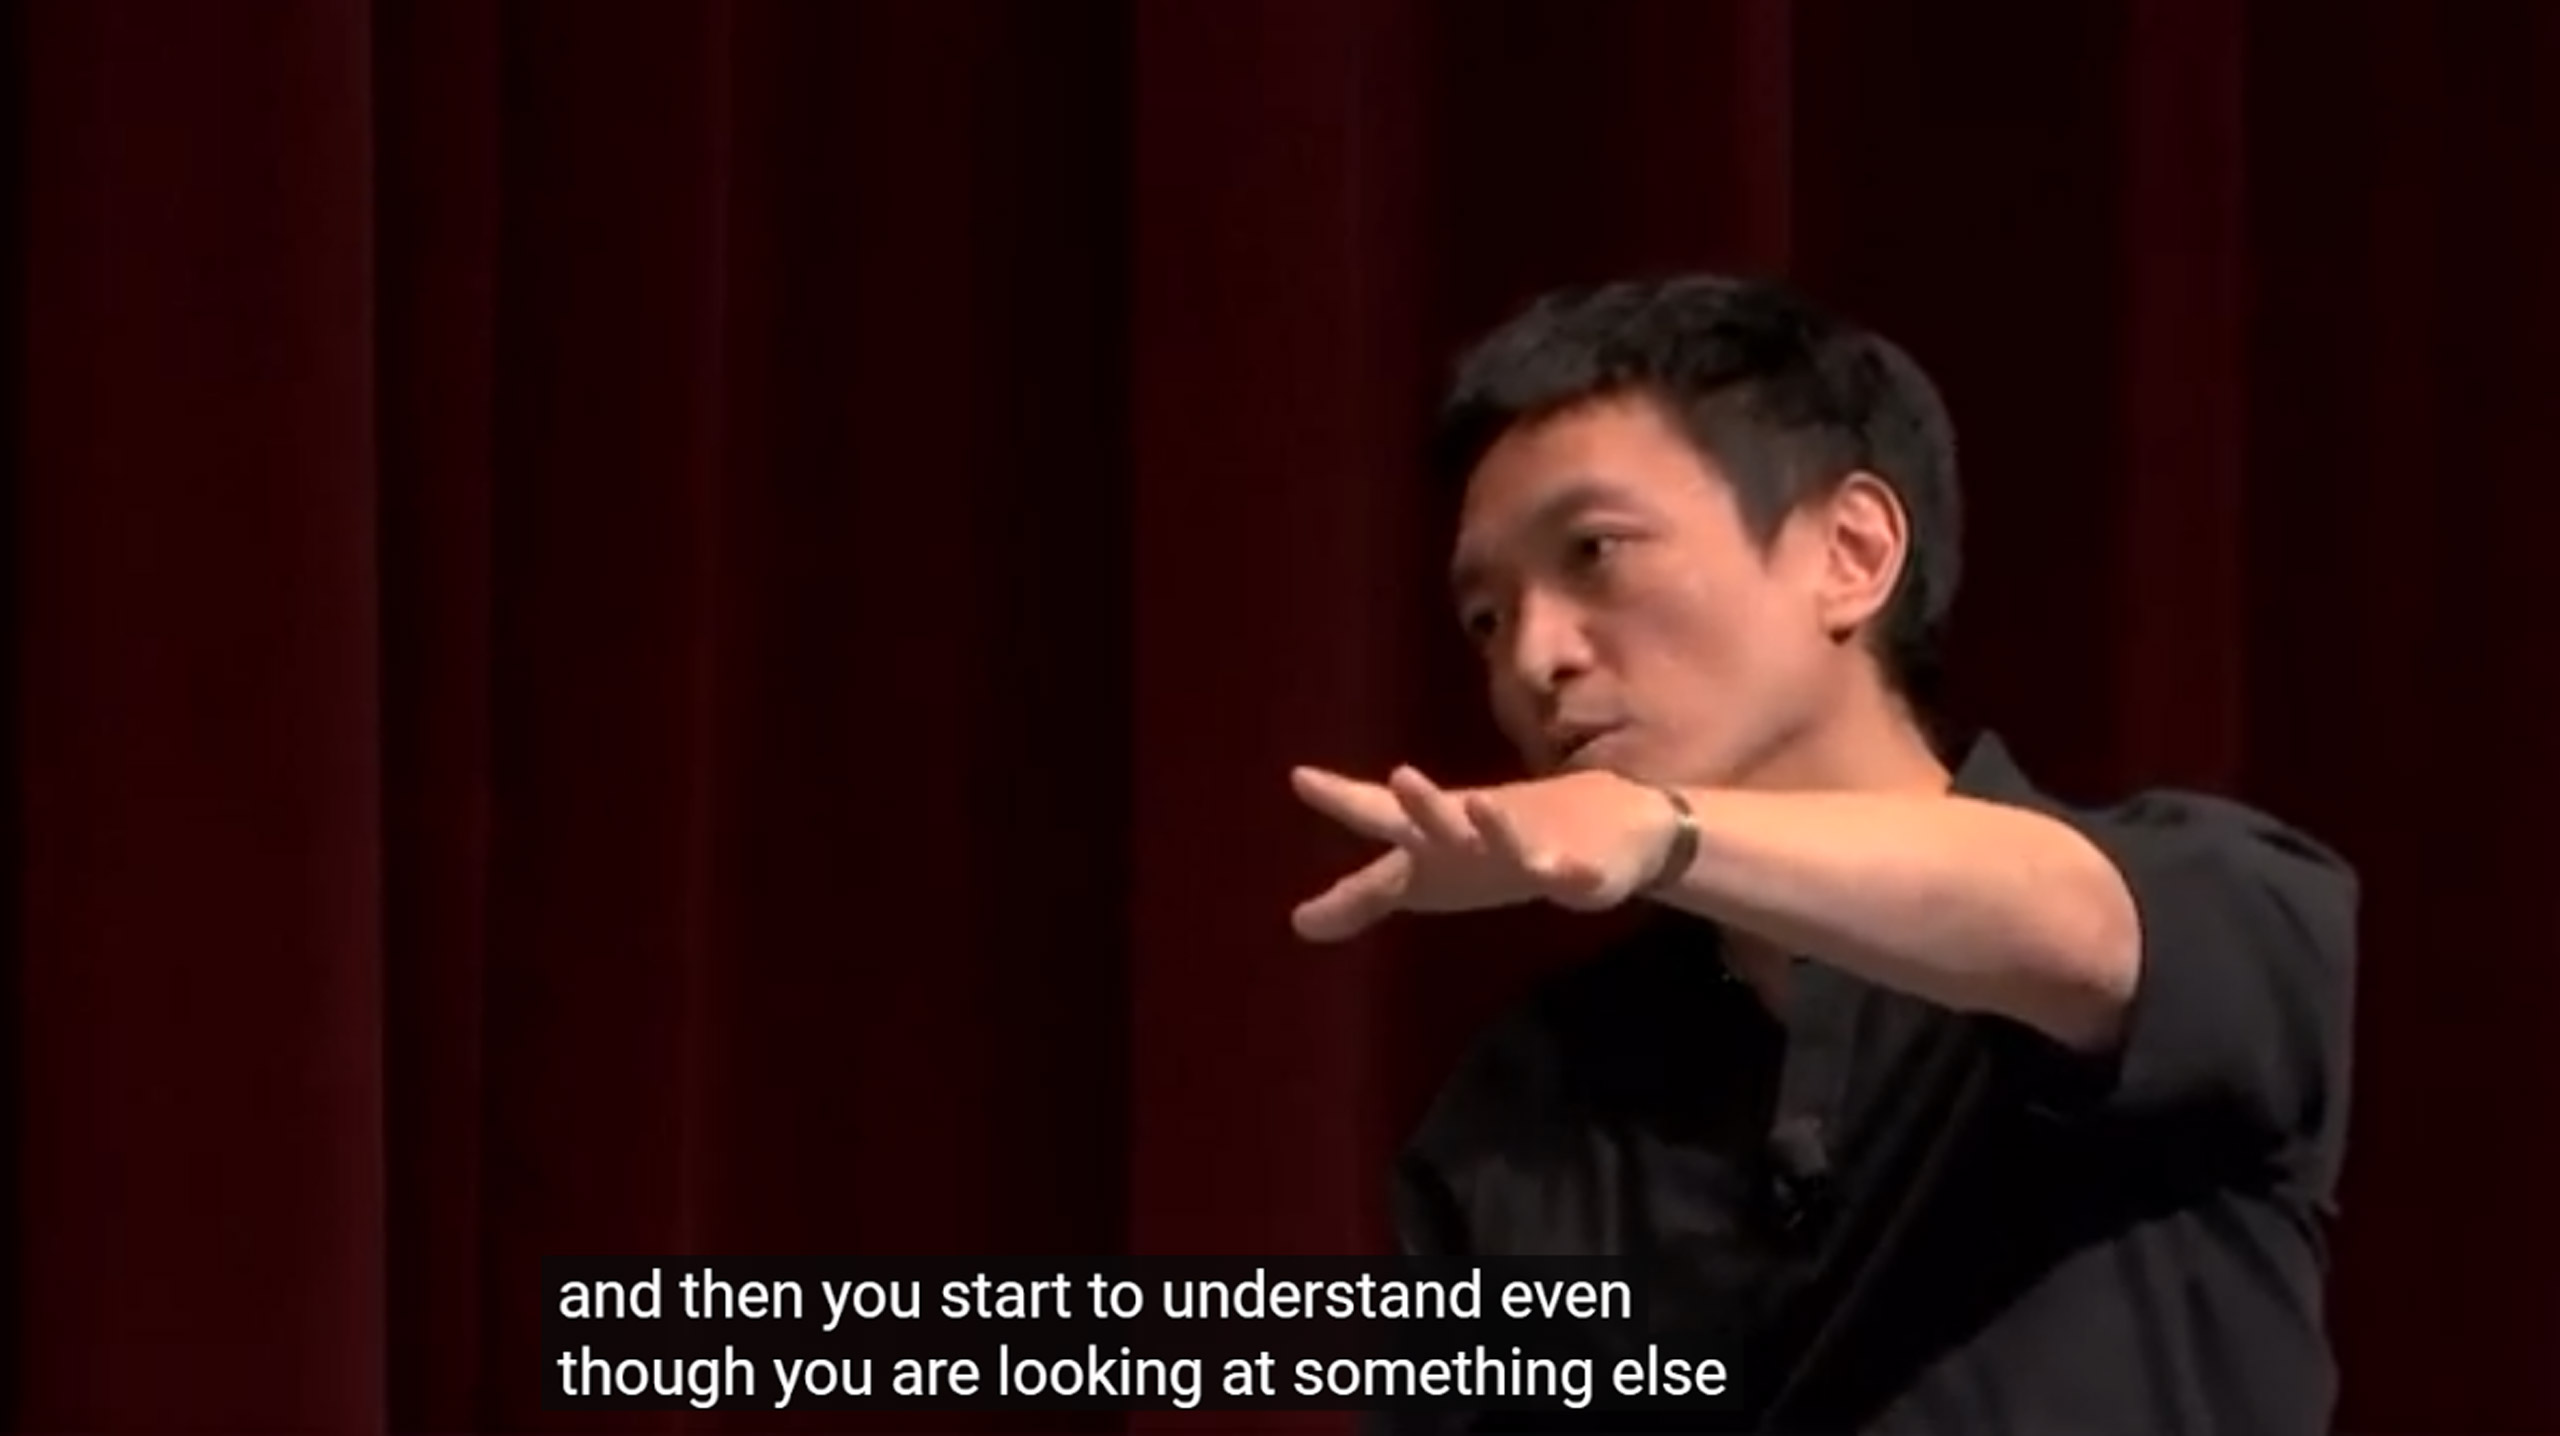 and then you start to understand even
though you are looking at something else